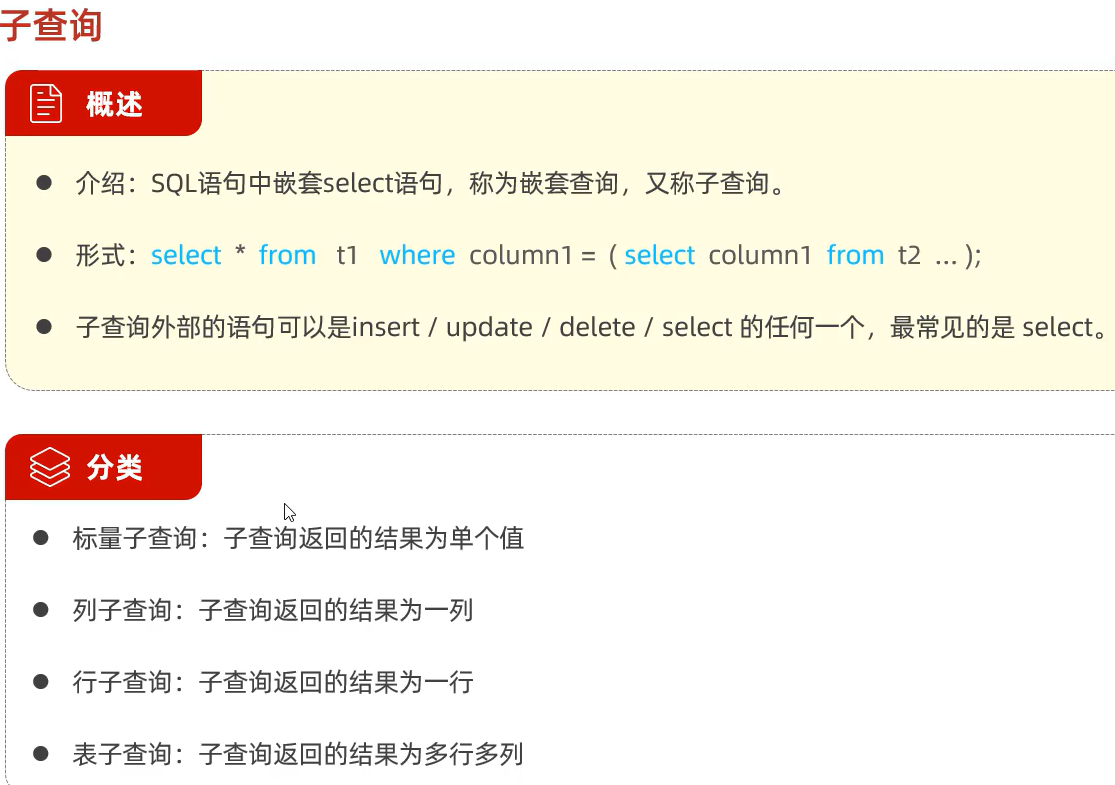 子查询
概述
介绍：SQL语句中嵌套select语句，称为嵌套查询，又称子查询。
形式：select * from t1 where column1 = ( select column1 from t2 … );
子查询外部的语句可以是insert / update / delete / select 的任何一个，最常见的是 select。
分类
标量子查询：子查询返回的结果为单个值
列子查询：子查询返回的结果为一列
行子查询：子查询返回的结果为一行
表子查询：子查询返回的结果为多行多列